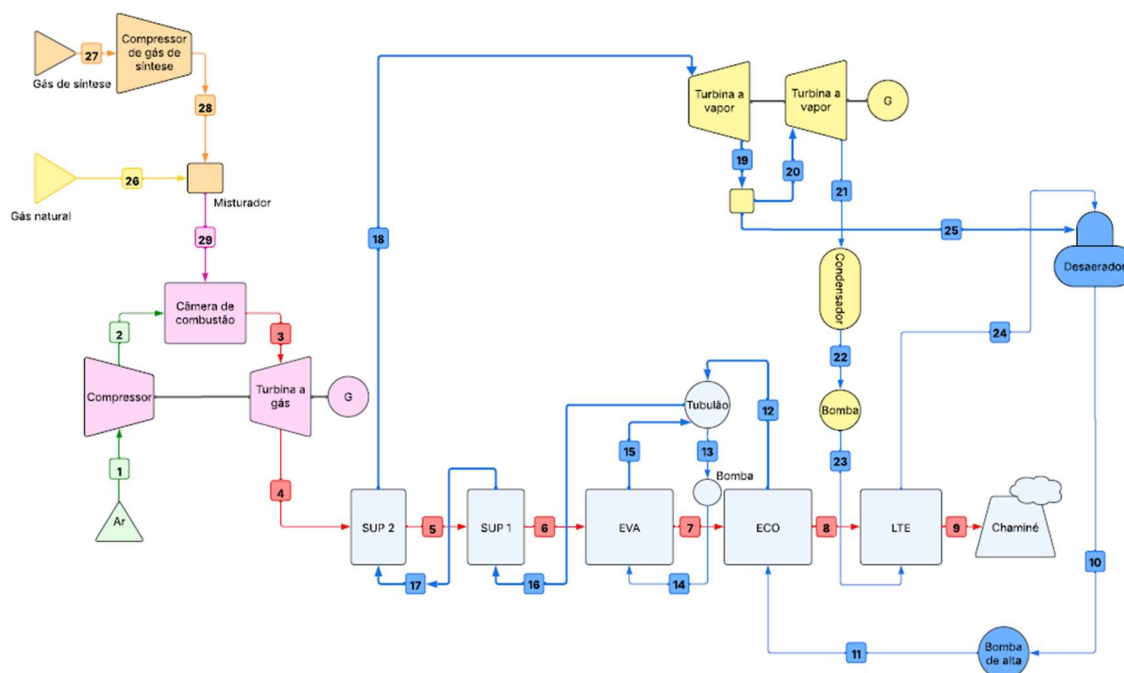 27
Gás de síntese
Compressor
de gás de
síntese
28
26
Gás natural
Misturador
29
Câmera de
combustão
2
3
Compressor
Turbina a
gás
G
1
Ar
4
18
Turbina a
vapor
Turbina a
vapor
G
19
20
21
25
Desaerador
Condensador
22
Bomba
23
24
Tubulão
12
15
13
Bomba
SUP 2
5
SUP 1
6
EVA
7
ECO
8
LTE
9
Chaminé
17
16
14
10
11
Bomba
de alta